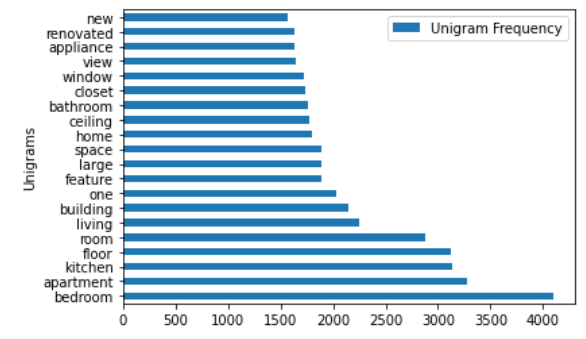 new
Unigram Frequency
renovated
appliance
view
window
closet
bathroom
ceiling
home
space
large
feature
one
building
living
room
floor
kitchen
apartment
bedroom
Unigrams
0 500 1000 1500 2000 2500 3000 3500 4000